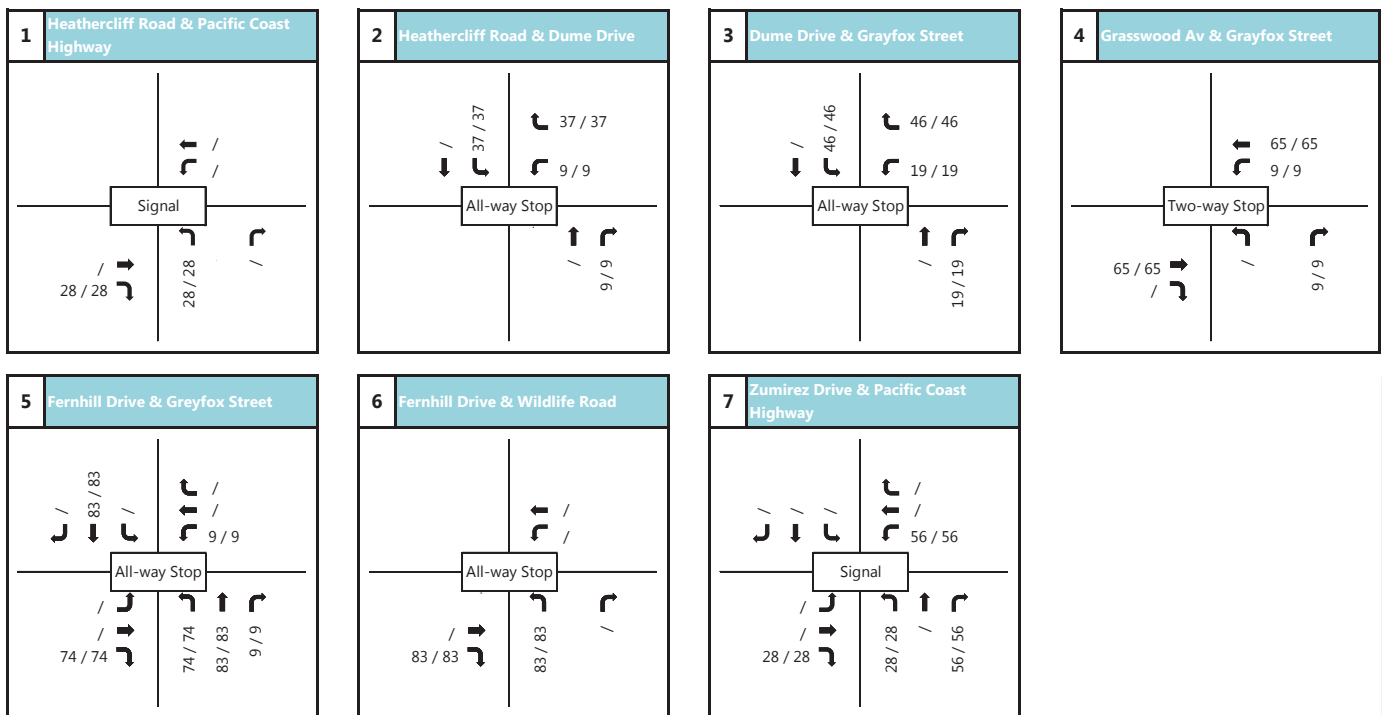 1
Heathercliff Road & Pacific Coast
Highway
/
/
Signal
/
28 / 28
28 / 28
/
2
Heathercliff Road & Dume Drive
/
37 / 37
37 / 37
9 / 9
All-way Stop
/
9 / 9
3
Dume Drive & Grayfox Street
/
46 / 46
46 / 46
19 / 19
All-way Stop
/
19 / 19
4
Grasswood Av & Grayfox Street
65 / 65
9 / 9
Two-way Stop
65 / 65
/
/
9 / 9
5
Fernhill Drive & Greyfox Street
/
83 / 83
/
/
/
9 / 9
All-way Stop
/
/
74 / 74
74 / 74
83 / 83
9 / 9
6
Fernhill Drive & Wildlife Road
/
/
All-way Stop
/
83 / 83
83 / 83
/
7
Zumirez Drive & Pacific Coast
Highway
/
/
/
/
/
56 / 56
Signal
/
/
28 / 28
28 / 28
/
56 / 56